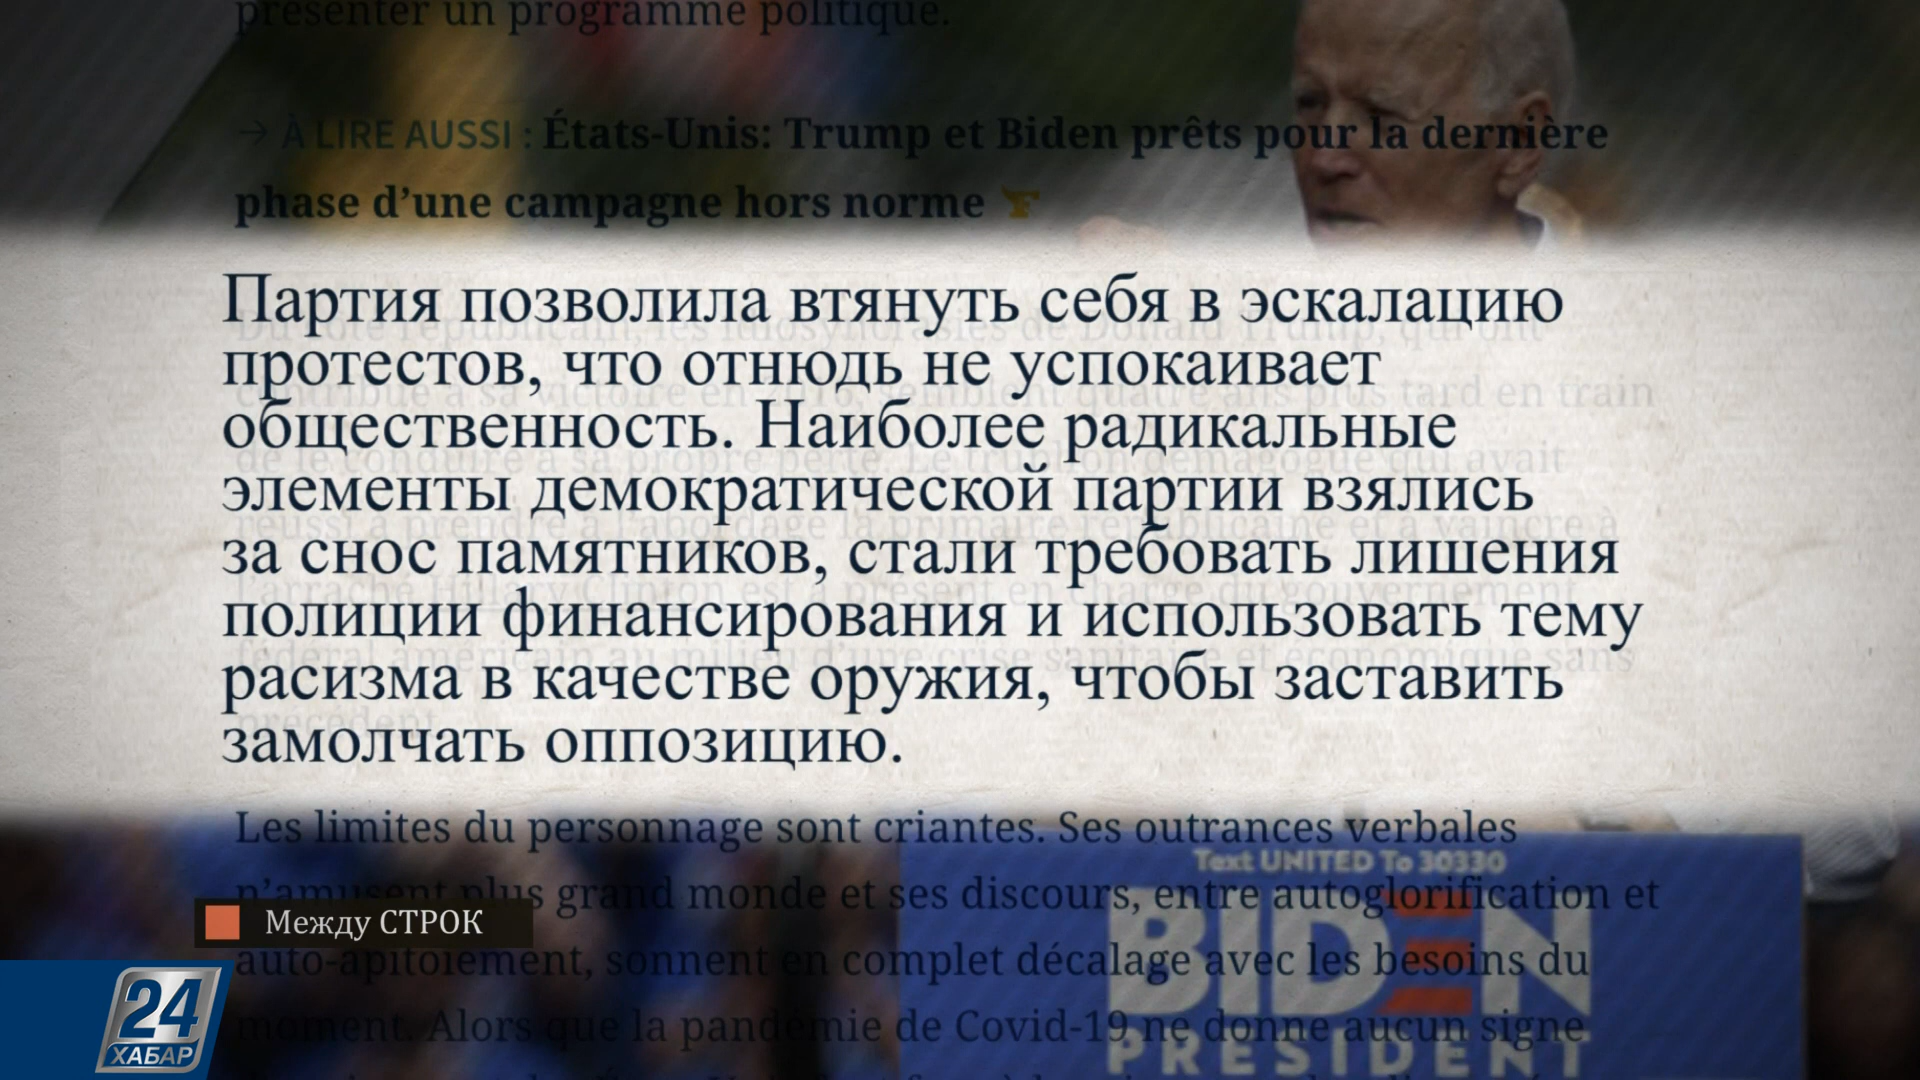 présenter un programme politique.
→ À LIRE AUSSI : États-Unis: Trump et Biden prêts pour la dernière
phase d’une campagne hors norme
Партия позволила втянуть себя в эскалацию
протестов, что отнюдь не успокаивает
общественность. Наиболее радикальные
элементы демократической партии взялись
за снос памятников, стали требовать лишения
полиции финансирования и использовать тему
расизма в качестве оружия, чтобы заставить
замолчать оппозицию.
Les limites du personnage sont criantes. Ses outrances verbales
Text UNITED To 30330
n’amusent plus grand monde et ses discours, entre autoglorification et
BIDEN
Между СТРОК
auto-apitoiement, sonnent en complet décalage avec les besoins du
moment. Alors que la pandémie de Covid-19 ne donne aucun signe
PRESIDENT
24
ХАБАР